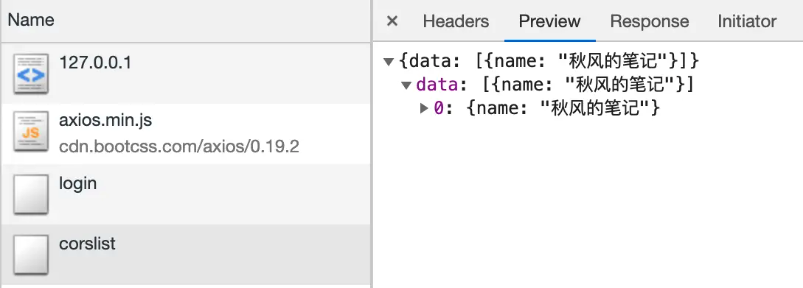 Name
127.0.0.1
axios.min.js
cdn.bootcss.com/axios/0.19.2
login
corslist
× Headers Preview Response Initiator
▼{data: [{name: "秋风的笔记"}]}
▼data: [{name: "秋风的笔记"}]
▶0: {name: "秋风的笔记"}